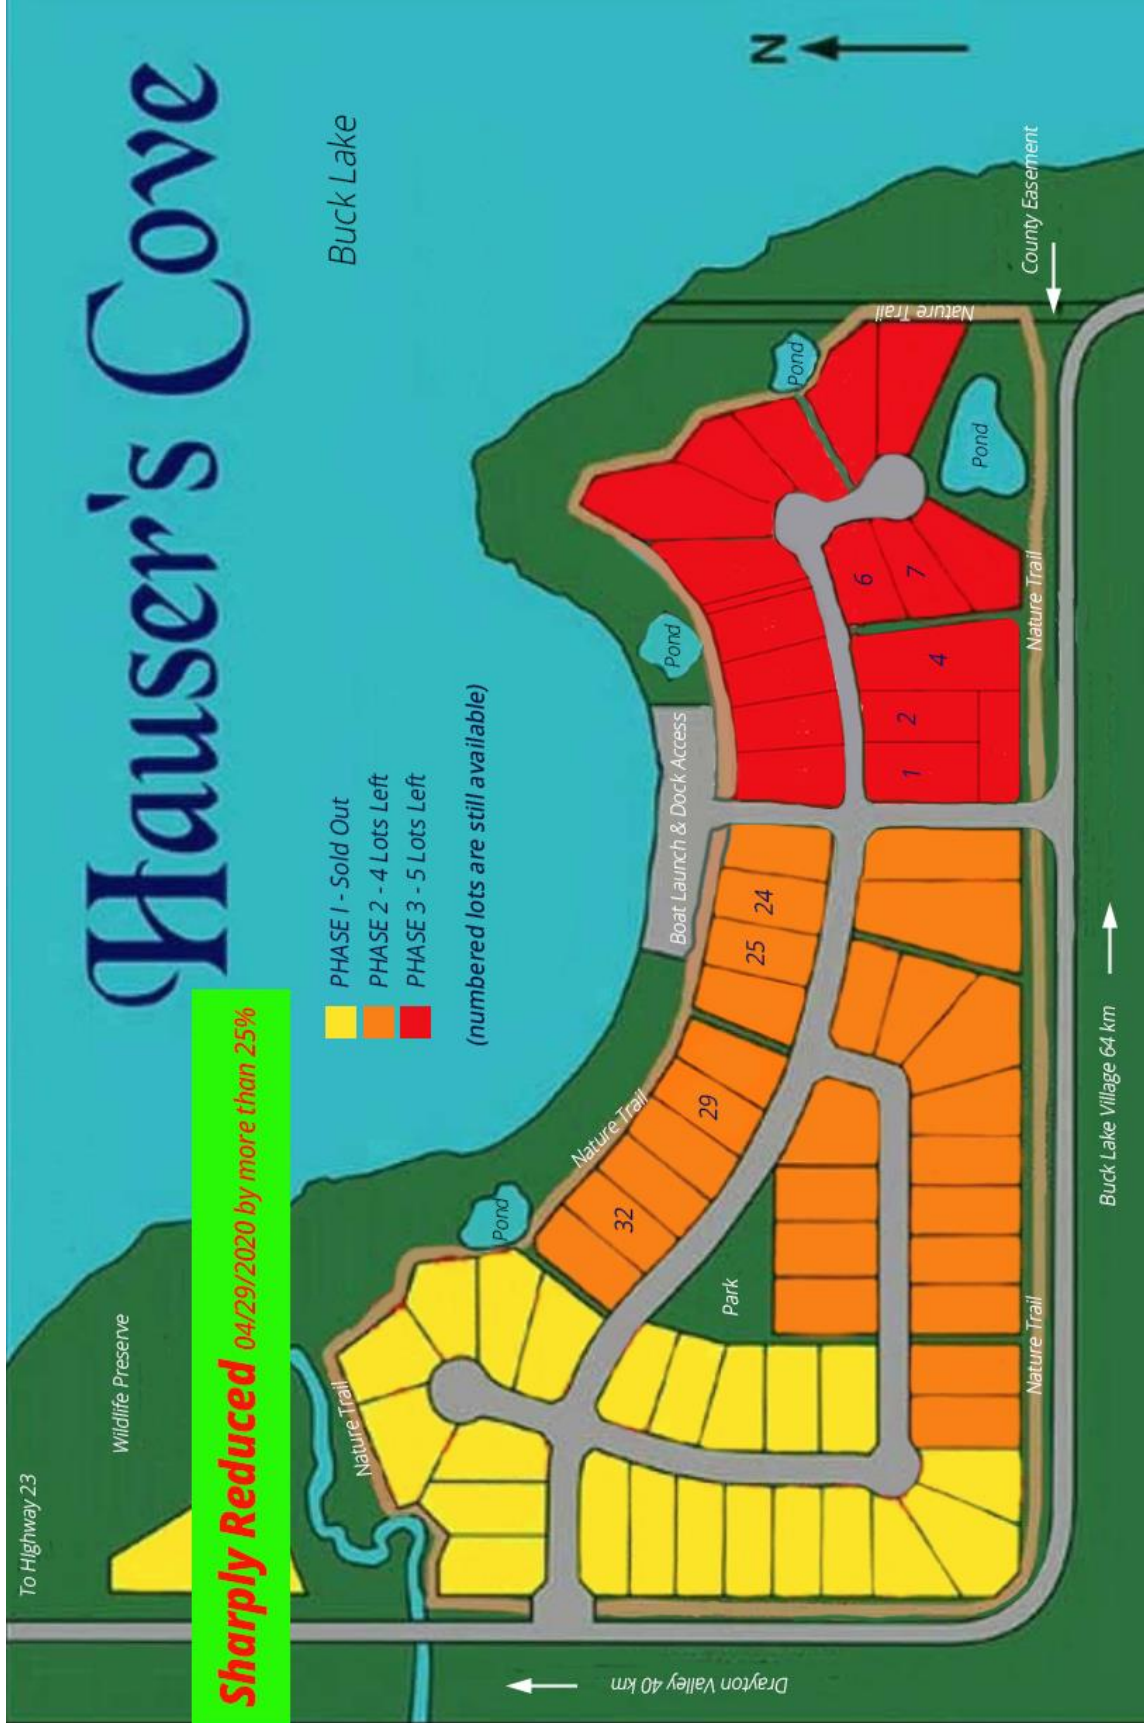 Hauser's Cove
Sharply Reduced 04/29/2020 by more than 25%
Buck Lake
PHASE I - Sold Out
PHASE 2 - 4 Lots Left
PHASE 3 - 5 Lots Left
(numbered lots are still available)
N
To HIghway 23
Wildlife Preserve
Nature Trail
Pond
Nature Trail
Boat Launch & Dock Access
Pond
Pond
Nature Trail
County Easement
32
29
25
24
1
2
4
6
7
Pond
Park
Nature Trail
Nature Trail
Drayton Valley 40 km
Buck Lake Village 64 km